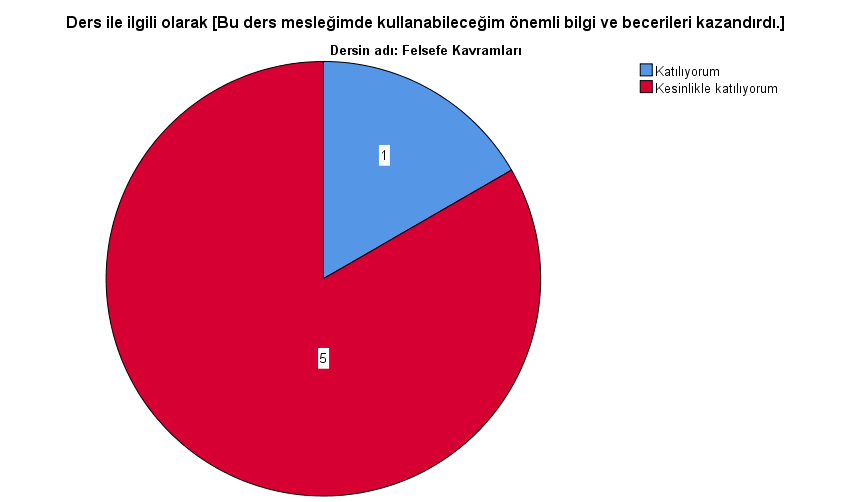 Ders ile ilgili olarak [Bu ders mesleğimde kullanabileceğim önemli bilgi ve becerileri kazandırdı.]
Dersin adı: Felsefe Kavramları
Katılıyorum
Kesinlikle katılıyorum
1
5